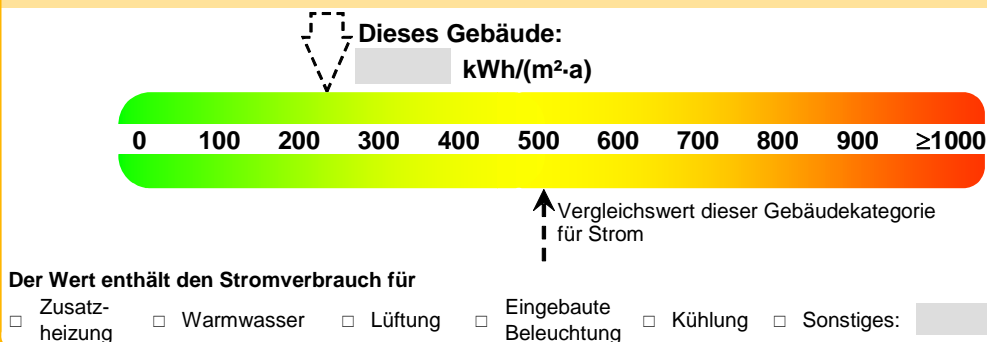 Dieses Gebäude:
kWh/(m²·a)
0 100 200 300 400 500 600 700 800 900 ≥1000
Vergleichswert dieser Gebäudekategorie
für Strom
Der Wert enthält den Stromverbrauch für
□ Zusatz-
heizung
□ Warmwasser
□ Lüftung
□ Eingebaute
Beleuchtung
□ Kühlung
□ Sonstiges: